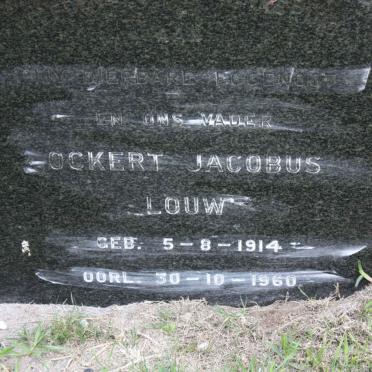 EN ONS VADER
OCKERT JACOBUS
LOUW
GEB. 5-8-1914
OORL. 30-10-1960